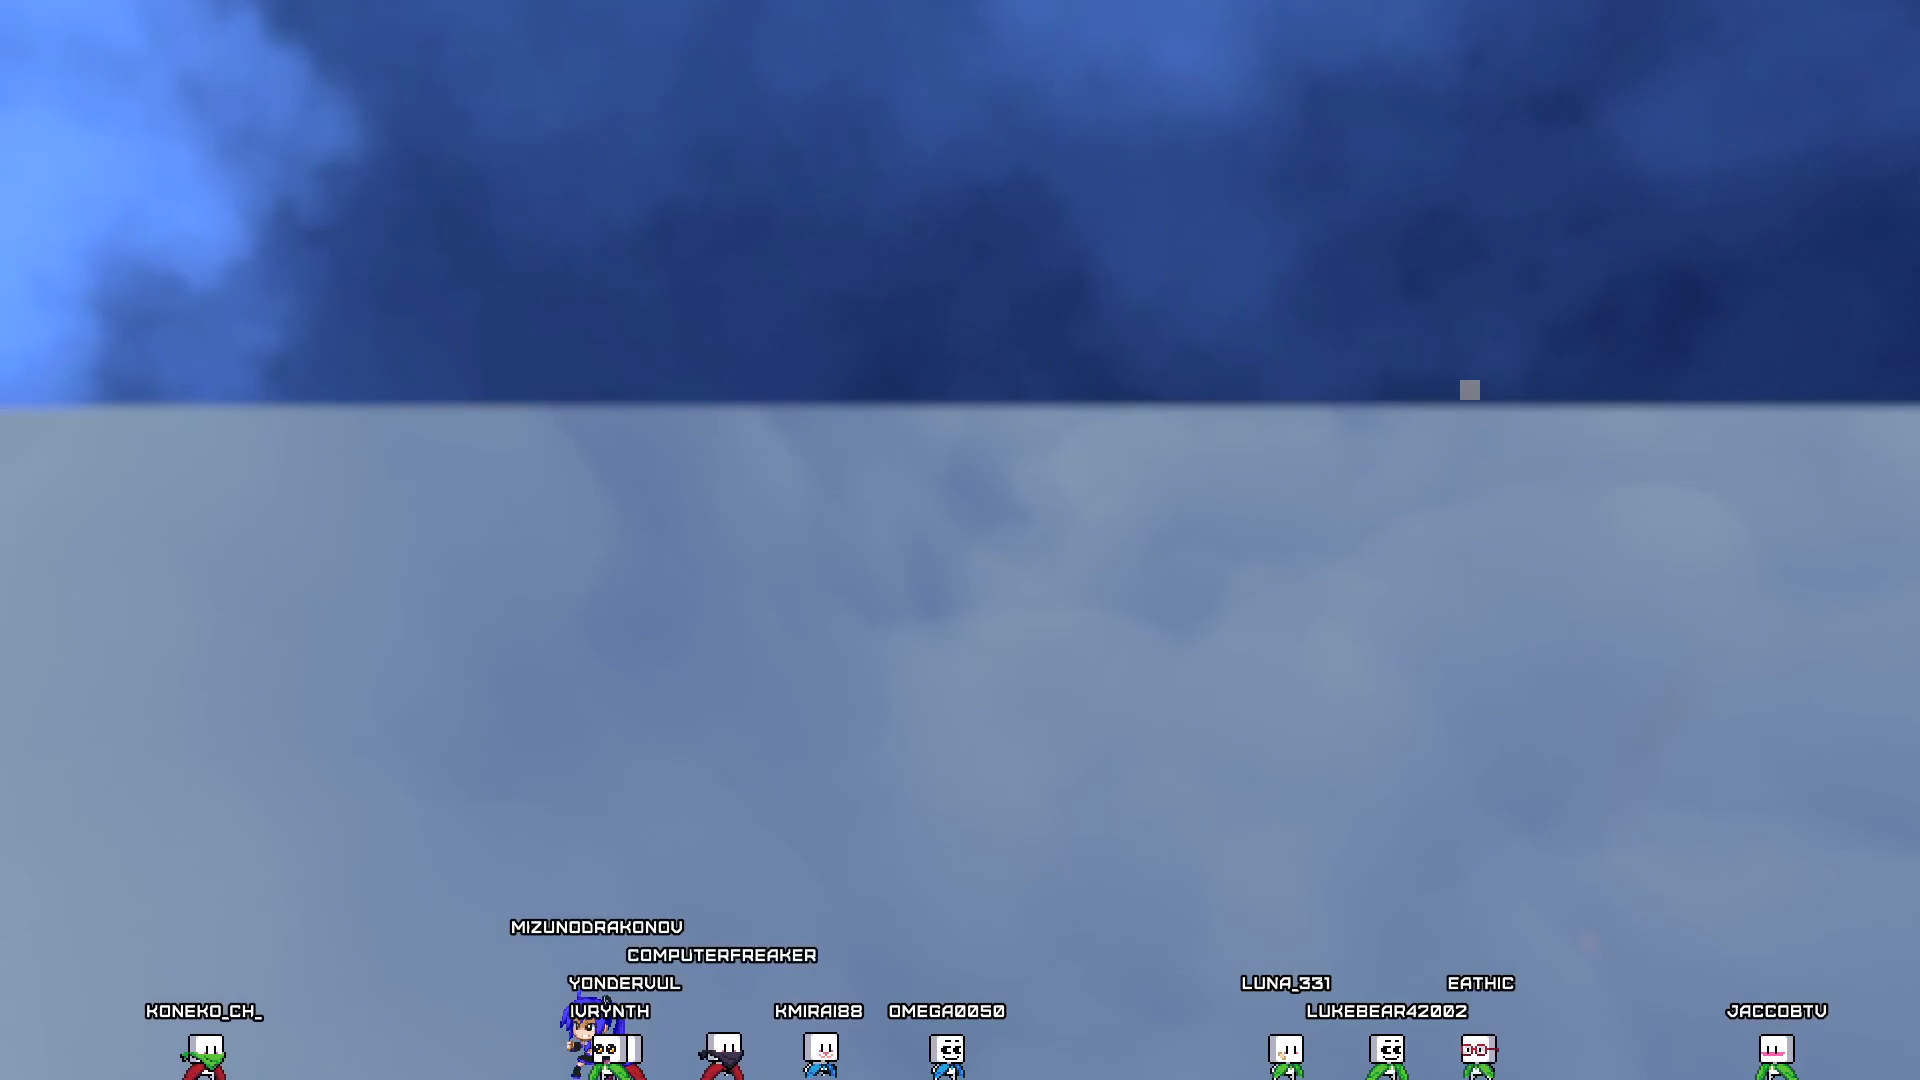 MIZUNODRAKONOV
COMPUTERFREAKER
YONDERVUL
LUNA_331
EATHIC
KONEKO_CH_
IVRYNTH
KMIRAI88
OMEGA0050
LUKEBEAR42002
JACCOBTV